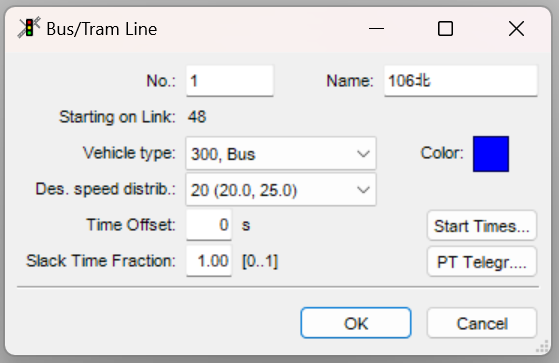 Bus/Tram Line
No.: 1 Name: 106北
Starting on Link: 48
Vehicle type: 300, Bus Color:
Des. speed distrib.: 20 (20.0, 25.0)
Time Offset: 0 s Start Times...
Slack Time Fraction: 1.00 [0..1] PT Telegr....
OK Cancel